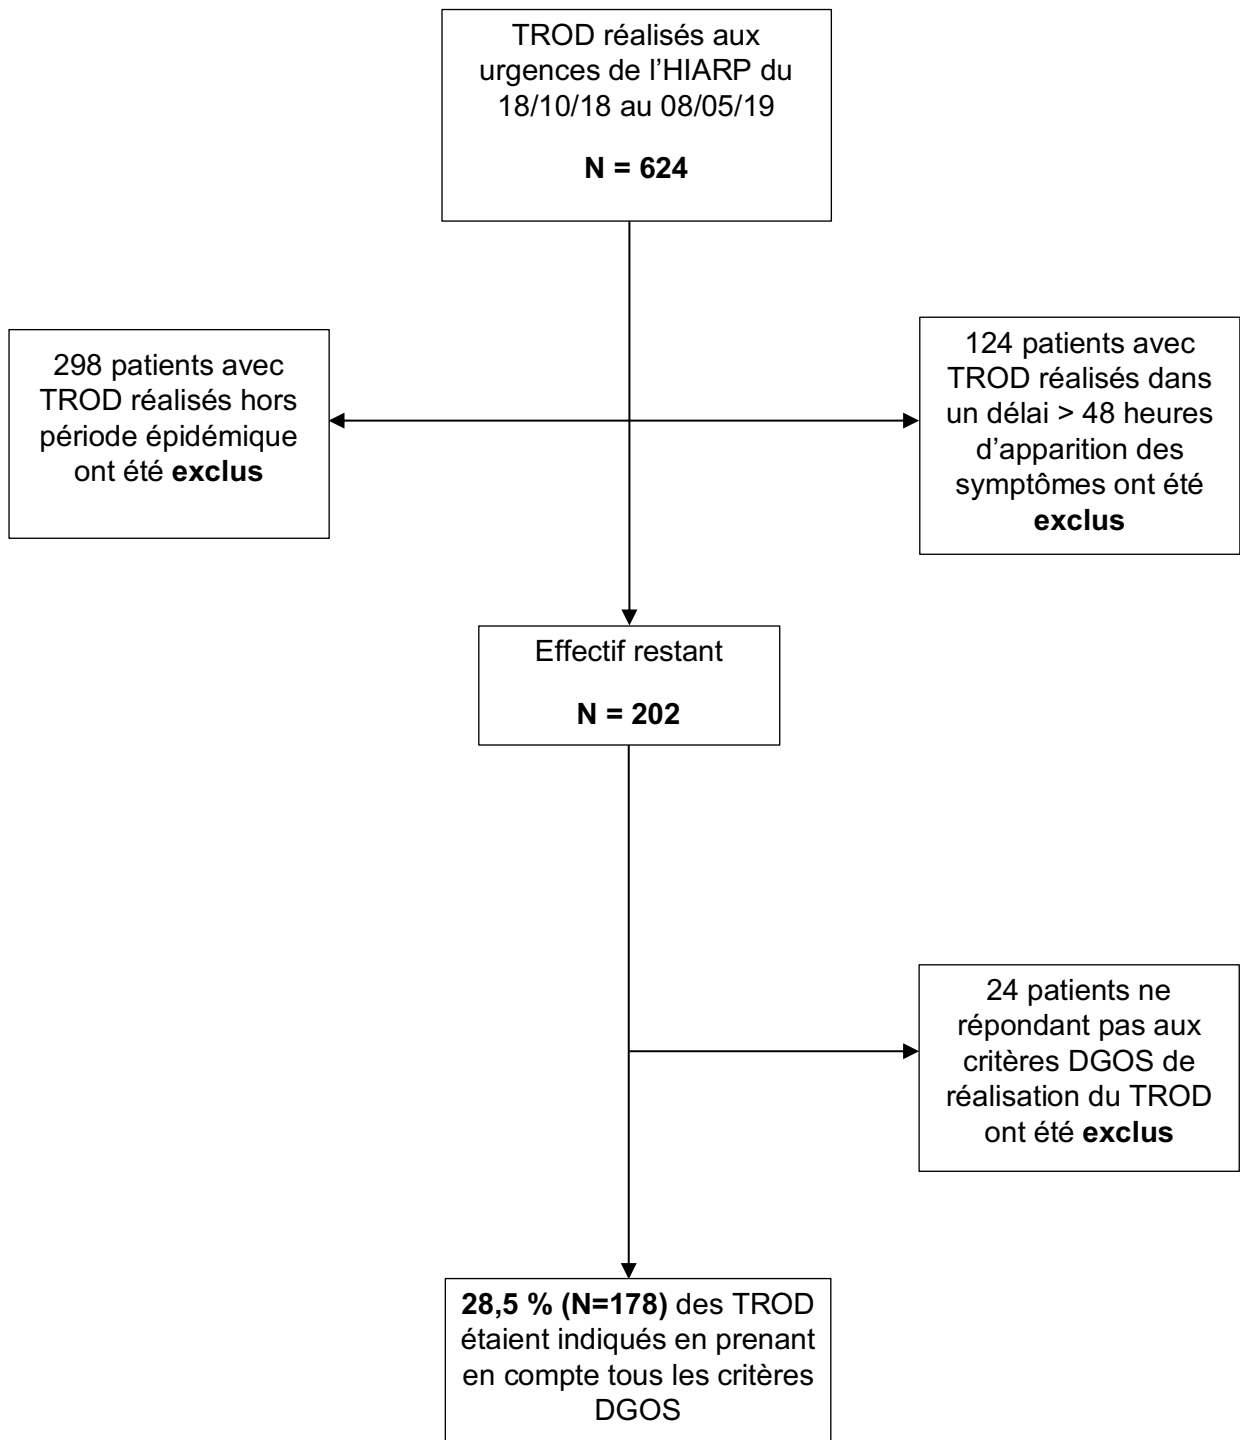 TROD réalisés aux
urgences de l’HIARP du
18/10/18 au 08/05/19
N = 624
298 patients avec
TROD réalisés hors
période épidémique
ont été exclus
124 patients avec
TROD réalisés dans
un délai > 48 heures
d’apparition des
symptômes ont été
exclus
Effectif restant
N = 202
24 patients ne
répondant pas aux
critères DGOS de
réalisation du TROD
ont été exclus
28,5 % (N=178) des TROD
étaient indiqués en prenant
en compte tous les critères
DGOS